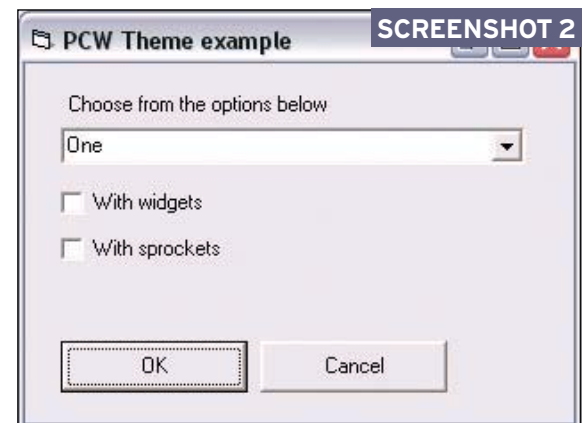 SCREENSHOT 2
PCW Theme example
Choose from the options below
One
With widgets
With sprockets
OK
Cancel